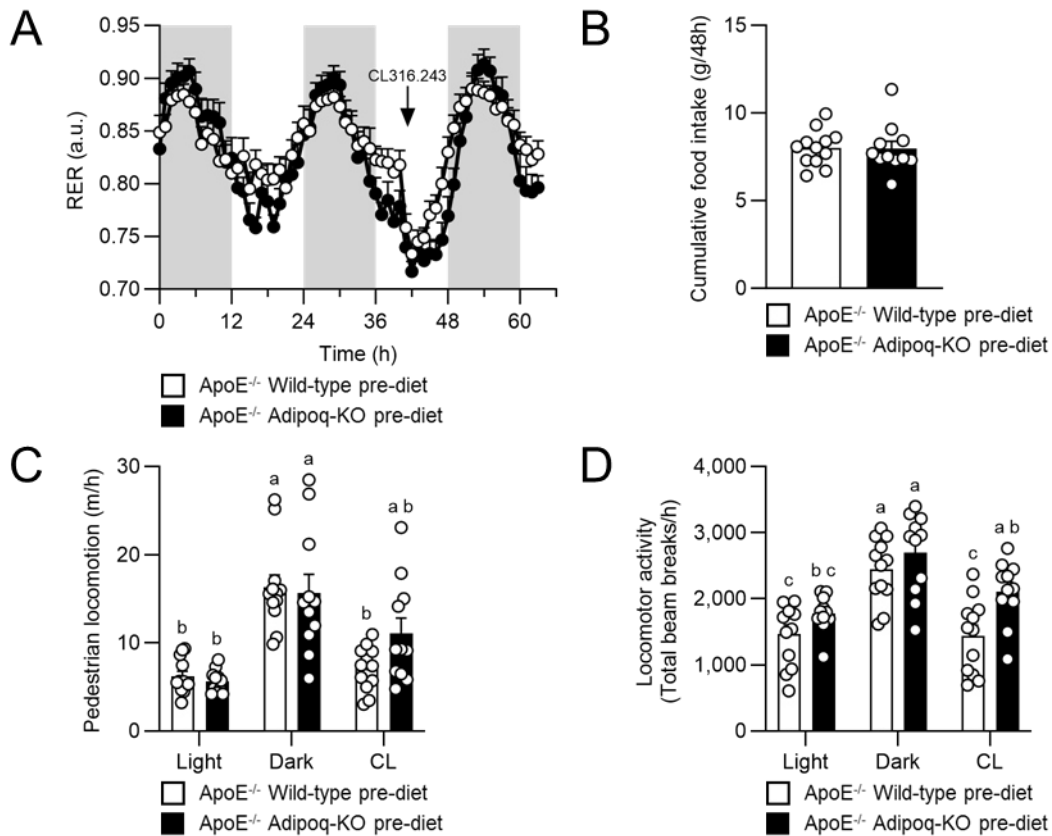 A
RER (a.u.)
0.95
0.90
0.85
0.80
0.75
0.70
CL316.243
0 12 24 36 48 60
Time (h)
ApoE-/- Wild-type pre-diet
ApoE-/- Adipoq-KO pre-diet
B
Cumulative food intake (g/48h)
15
10
5
0
ApoE-/- Wild-type pre-diet
ApoE-/- Adipoq-KO pre-diet
C
Pedestrian locomotion (m/h)
30
20
10
0
b b a a b a b
Light Dark CL
ApoE-/- Wild-type pre-diet
ApoE-/- Adipoq-KO pre-diet
D
Locomotor activity
(Total beam breaks/h)
4,000
3,000
2,000
1,000
0
c b c a a c a b
Light Dark CL
ApoE-/- Wild-type pre-diet
ApoE-/- Adipoq-KO pre-diet